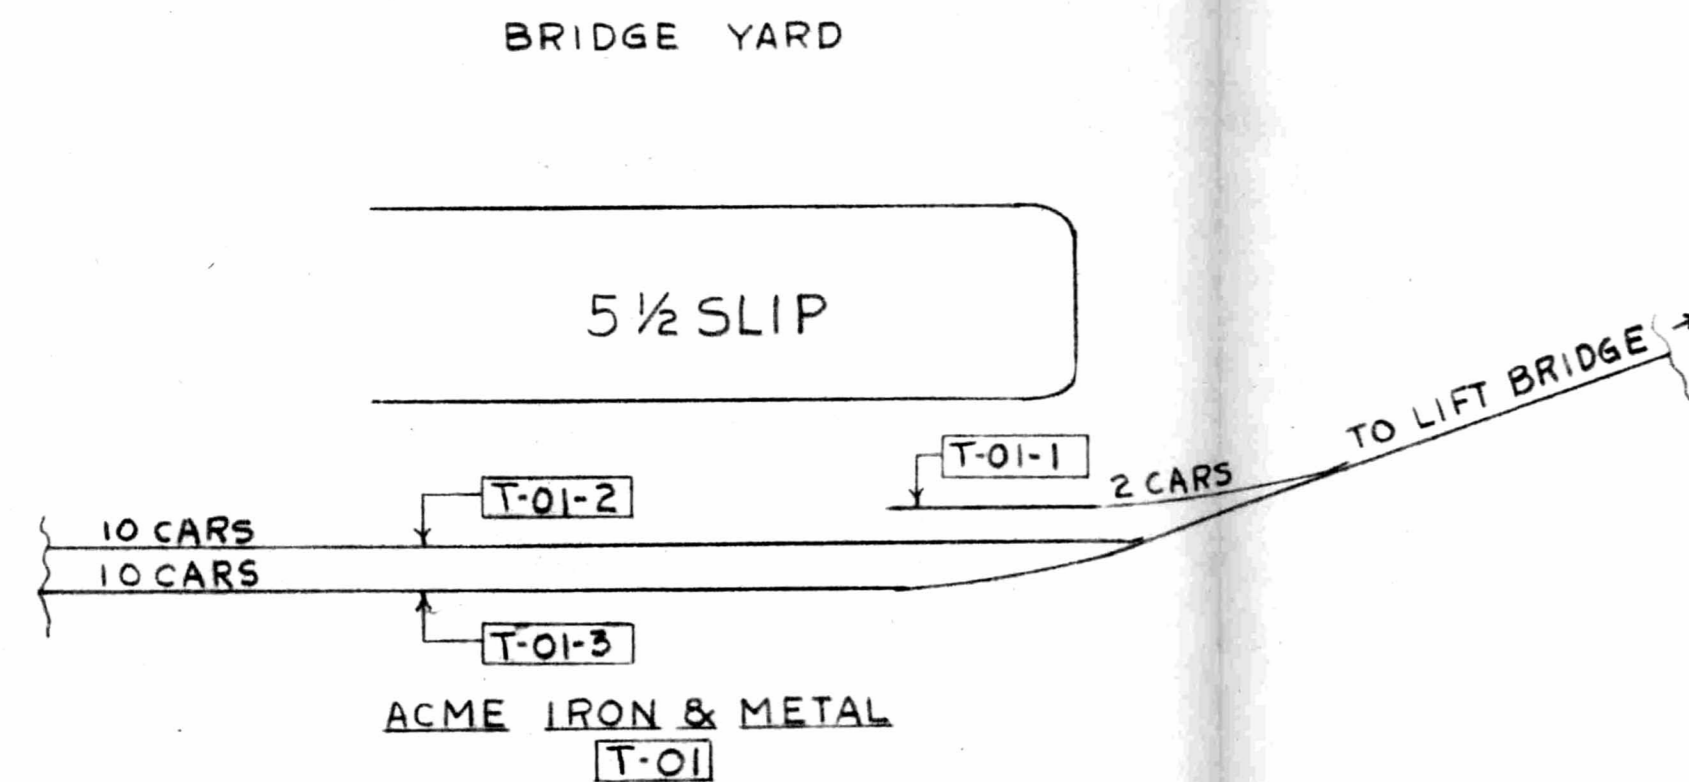 BRIDGE YARD
5 ½ SLIP
TO LIFT BRIDGE
T-01-1
2 CARS
T-01-2
10 CARS
10 CARS
T-01-3
ACME IRON & METAL
T-01